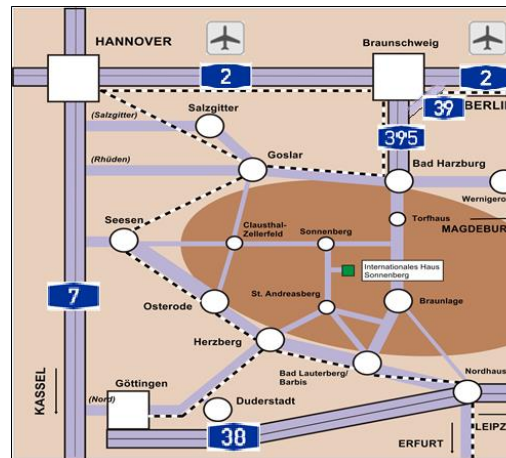 HANNOVER
Braunschweig
2
2
39
BERLIN
(Salzgitter)
Salzgitter
395
(Rhüden)
Goslar
Bad Harzburg
Wernigerod
Torfhaus
MAGDEBUR
Seesen
Clausthal-
Zellerfeld
Sonnenberg
Internationales Haus
Sonnenberg
7
Osterode
St. Andreasberg
Braunlage
Herzberg
Bad Lauterberg/
Barbis
Nordhaus
KASSEL
(Nord)
Göttingen
Duderstadt
38
LEIPZ
ERFURT